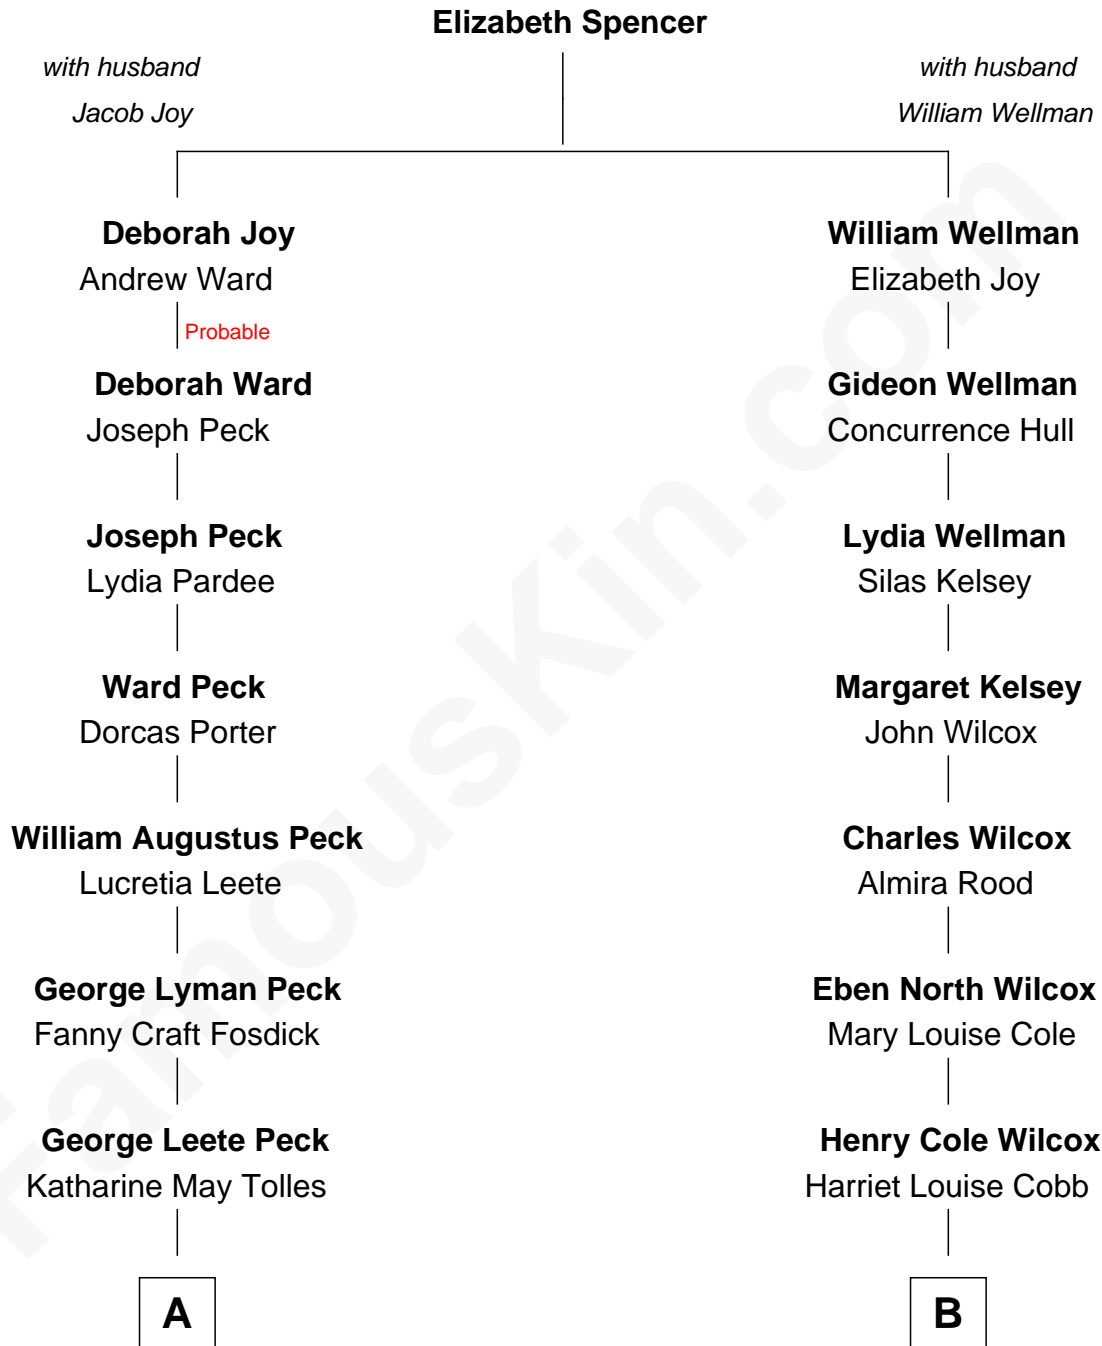 Elizabeth Spencer
with husband
Jacob Joy
with husband
William Wellman
Deborah Joy
Andrew Ward
Probable
Deborah Ward
Joseph Peck
Joseph Peck
Lydia Pardee
Ward Peck
Dorcas Porter
William Augustus Peck
Lucretia Leete
George Lyman Peck
Fanny Craft Fosdick
George Leete Peck
Katharine May Tolles
A
William Wellman
Elizabeth Joy
Gideon Wellman
Concurrence Hull
Lydia Wellman
Silas Kelsey
Margaret Kelsey
John Wilcox
Charles Wilcox
Almira Rood
Eben North Wilcox
Mary Louise Cole
Henry Cole Wilcox
Harriet Louise Cobb
B
FamousKin.com